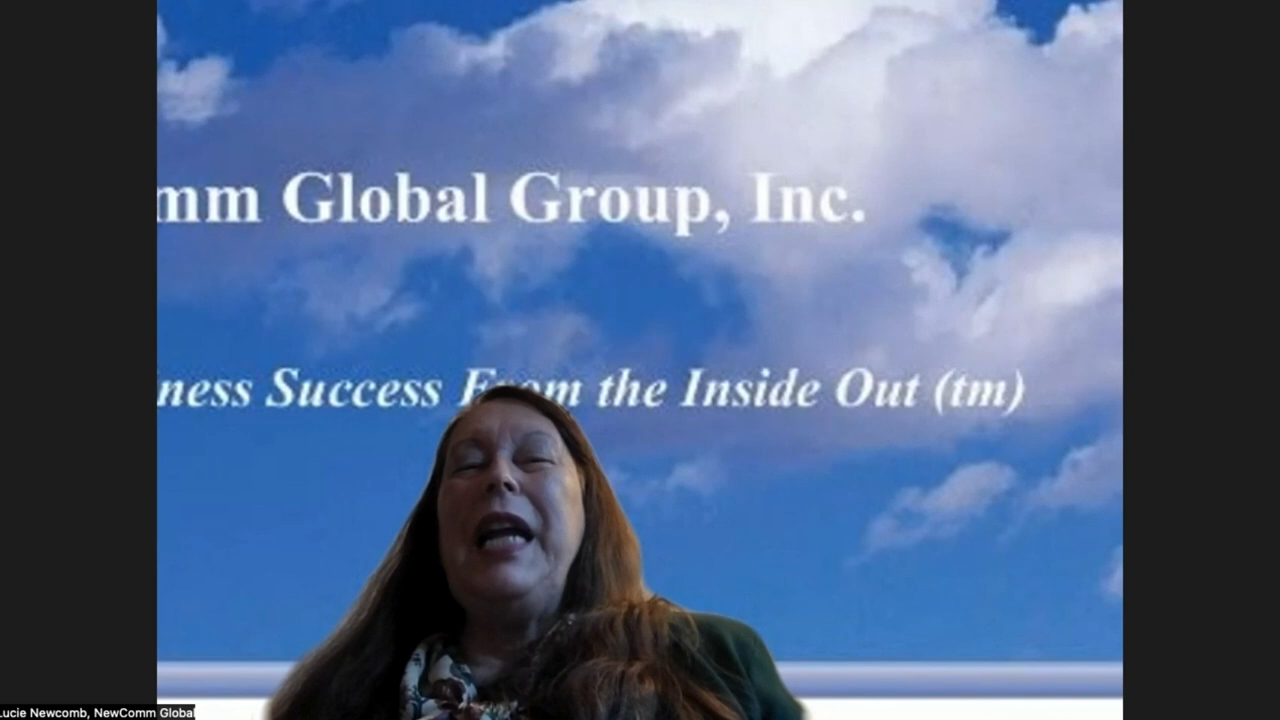 mm Global Group, Inc.
ness Success From the Inside Out (tm)
Lucie Newcomb, NewComm Global